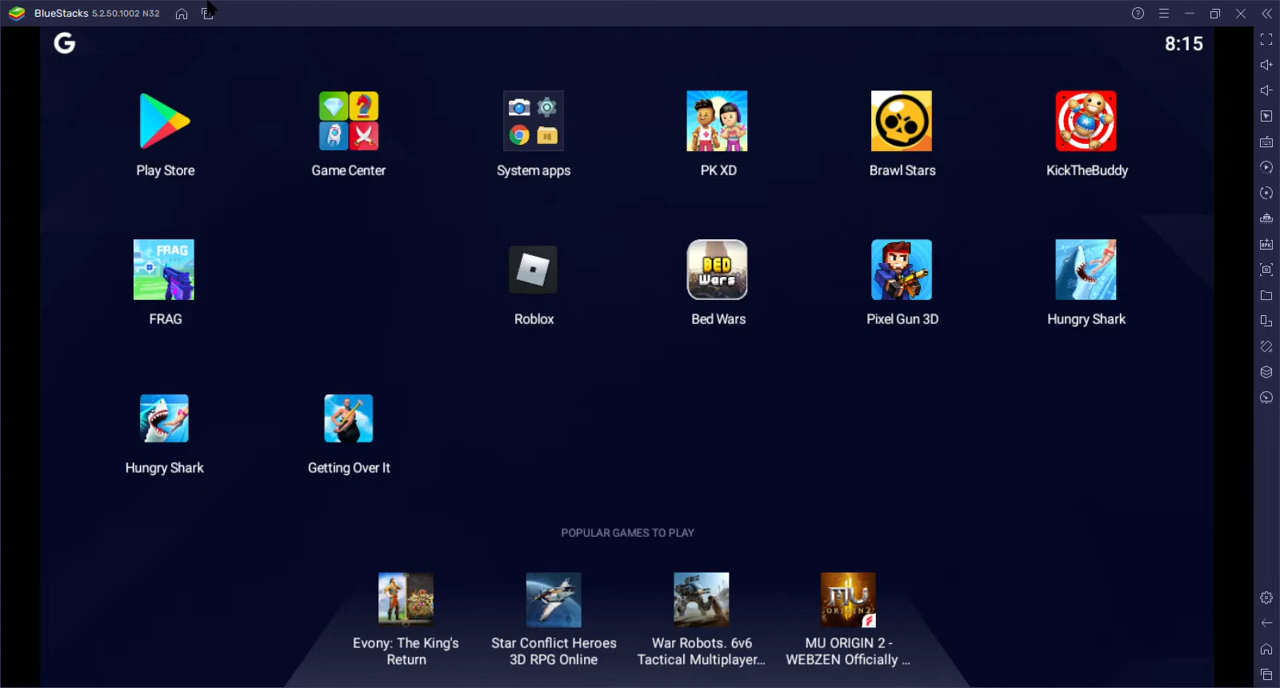 BlueStacks 5.2.50.1002 N32
G
8:15
Play Store
Game Center
System apps
PK XD
Brawl Stars
KickTheBuddy
FRAG
FRAG
Roblox
BED
WARS
Bed Wars
Pixel Gun 3D
Hungry Shark
Hungry Shark
Getting Over It
POPULAR GAMES TO PLAY
Evony: The King's
Return
Star Conflict Heroes
3D RPG Online
War Robots. 6v6
Tactical Multiplayer...
MU ORIGIN 2 -
WEBZEN Officially ...